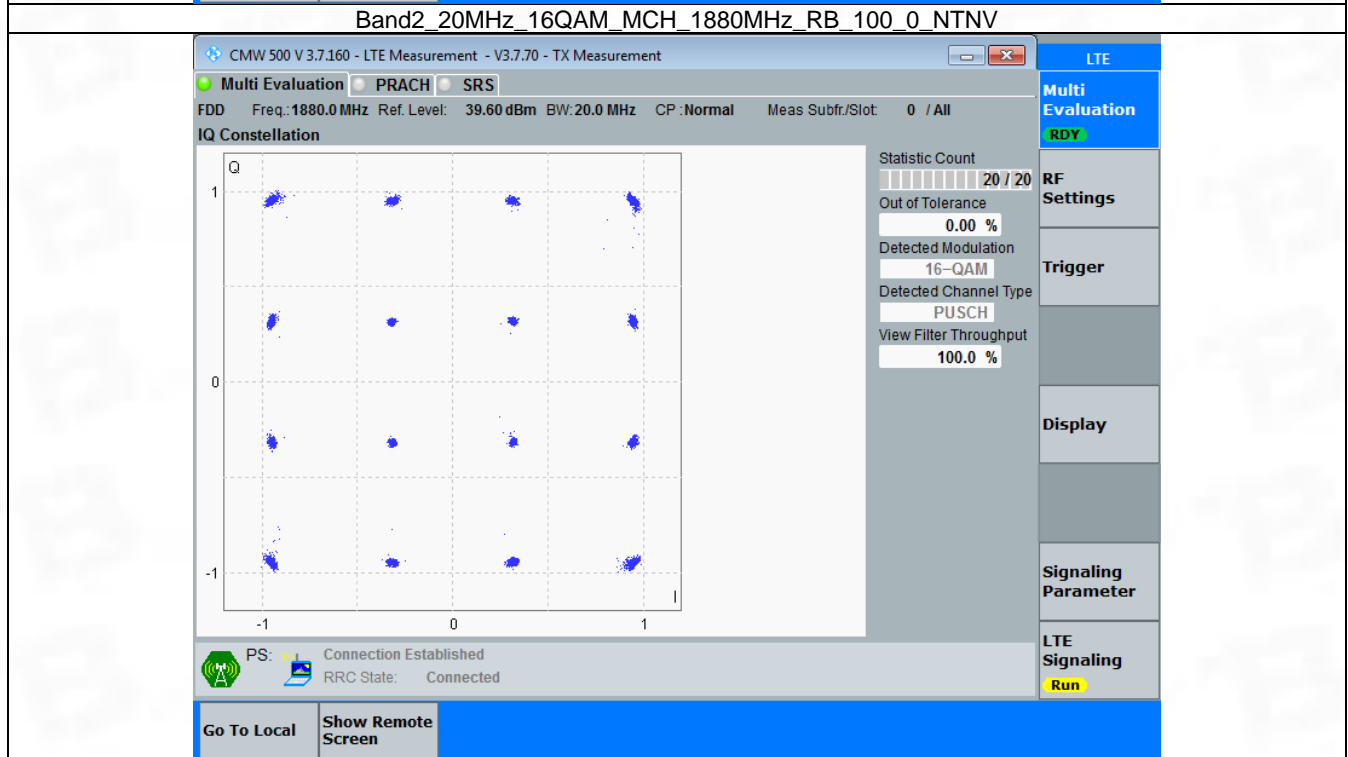 Band2_20MHz_16QAM_MCH_1880MHz_RB_100_0_NTNV
CMW 500 V 3.7.160 - LTE Measurement - V3.7.70 - TX Measurement
LTE
Multi Evaluation PRACH SRS
FDD Freq.:1880.0 MHz Ref. Level: 39.60 dBm BW:20.0 MHz CP :Normal Meas Subfr./Slot: 0 / All
IQ Constellation
Q
1
0
-1
I
-1 0 1
Statistic Count
20 / 20
Out of Tolerance
0.00 %
Detected Modulation
16-QAM
Detected Channel Type
PUSCH
View Filter Throughput
100.0 %
Multi
Evaluation
RDY
RF
Settings
Trigger
Display
Signaling
Parameter
LTE
Signaling
Run
PS: Connection Established
RRC State: Connected
Go To Local
Show Remote
Screen